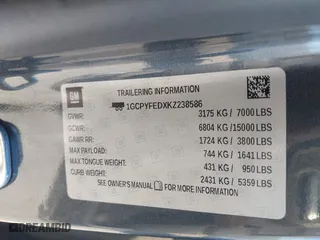 GM
TRAILERING INFORMATION
1GCPYFEDXKZ238586
GVWR: 3175 KG / 7000 LBS
GCWR: 6804 KG / 15000 LBS
GAWR RR: 1724 KG / 3800 LBS
MAX PAYLOAD: 744 KG / 1641 LBS
MAX TONGUE WEIGHT: 431 KG / 950 LBS
CURB WEIGHT: 2431 KG / 5359 LBS
SEE OWNER'S MANUAL FOR MORE INFORMATION.
DREAMBID